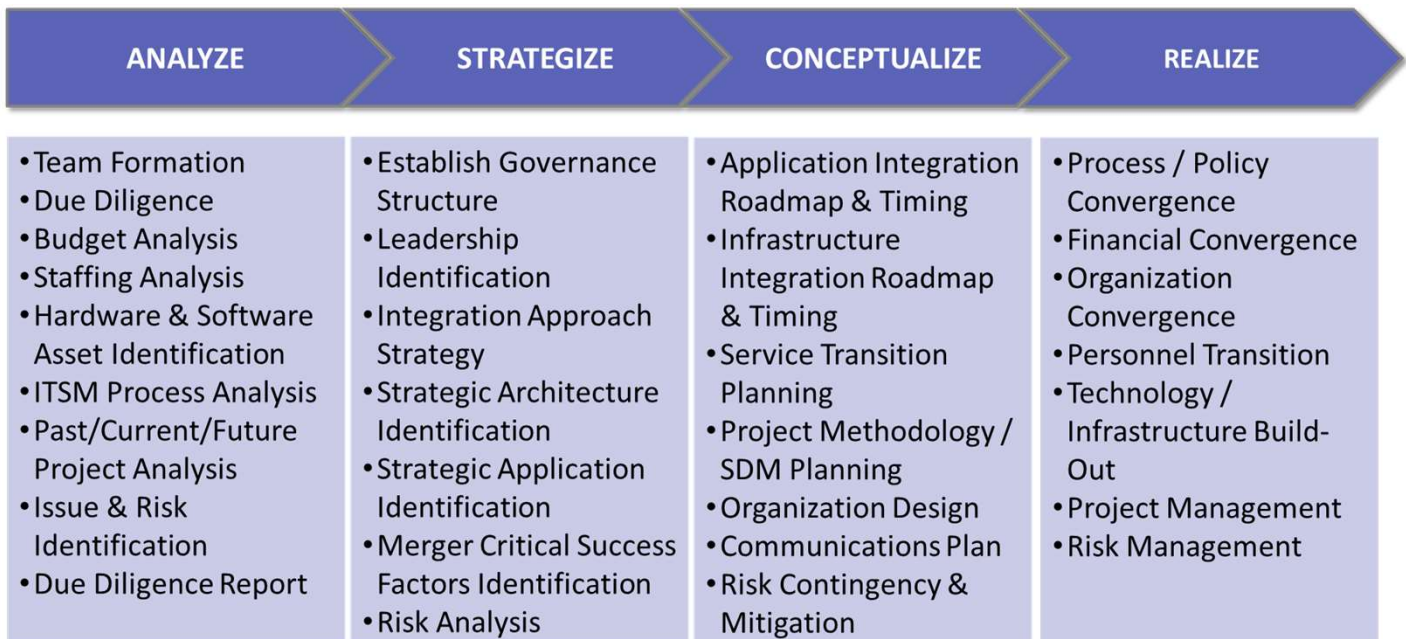 ANALYZE
STRATEGIZE
CONCEPTUALIZE
REALIZE
•Team Formation
•Due Diligence
•Budget Analysis
•Staffing Analysis
•Hardware & Software
Asset Identification
•ITSM Process Analysis
•Past/Current/Future
Project Analysis
•Issue & Risk
Identification
•Due Diligence Report
•Establish Governance
Structure
•Leadership
Identification
•Integration Approach
Strategy
•Strategic Architecture
Identification
•Strategic Application
Identification
•Merger Critical Success
Factors Identification
•Risk Analysis
•Application Integration
Roadmap & Timing
•Infrastructure
Integration Roadmap
& Timing
•Service Transition
Planning
•Project Methodology /
SDM Planning
•Organization Design
•Communications Plan
•Risk Contingency &
Mitigation
•Process / Policy
Convergence
•Financial Convergence
•Organization
Convergence
•Personnel Transition
•Technology /
Infrastructure Build-
Out
•Project Management
•Risk Management